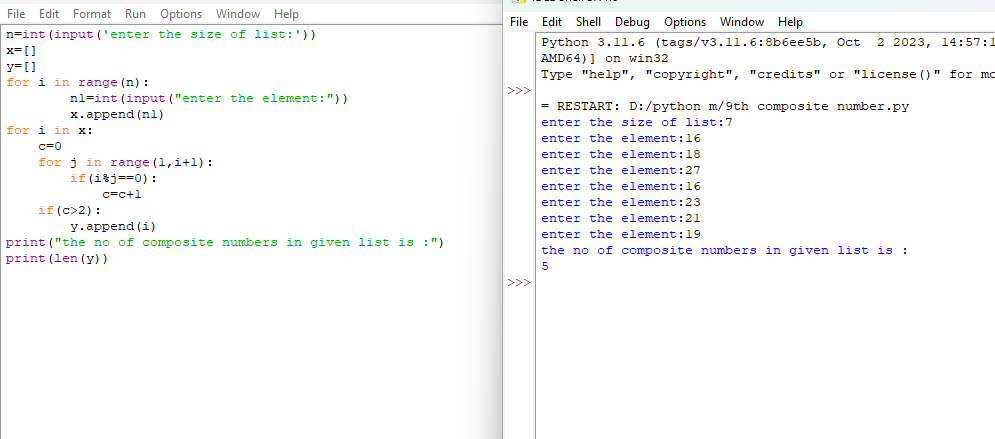 File Edit Format Run Options Window Help
n=int(input('enter the size of list:'))
x=[]
y=[]
for i in range(n):
        n1=int(input("enter the element:"))
        x.append(n1)
for i in x:
    c=0
    for j in range(1,i+1):
        if(i%j==0):
            c=c+1
    if(c>2):
        y.append(i)
print("the no of composite numbers in given list is :")
print(len(y))
File Edit Shell Debug Options Window Help
Python 3.11.6 (tags/v3.11.6:8b6ee5b, Oct  2 2023, 14:57:1
AMD64)] on win32
Type "help", "copyright", "credits" or "license()" for mo
>>>
= RESTART: D:/python m/9th composite number.py
enter the size of list:7
enter the element:16
enter the element:18
enter the element:27
enter the element:16
enter the element:23
enter the element:21
enter the element:19
the no of composite numbers in given list is :
5
>>>